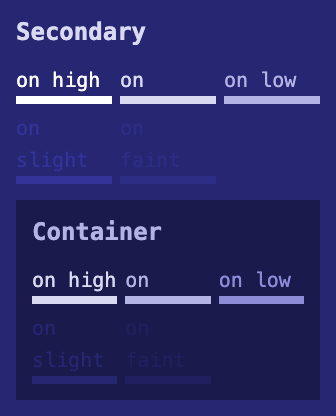 Secondary
on high on on low
on on
slight faint
Container
on high on on low
on on
slight faint